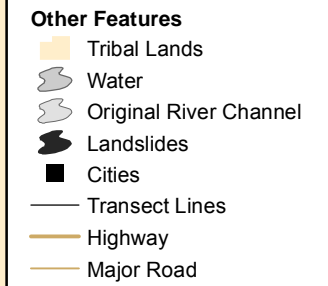 Other Features
Tribal Lands
Water
Original River Channel
Landslides
Cities
Transect Lines
Highway
Major Road